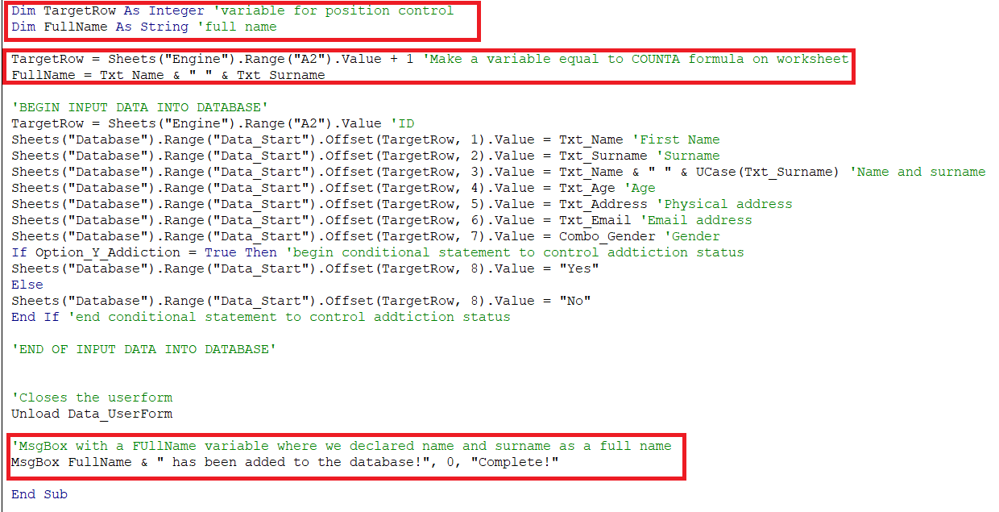 Dim TargetRow As Integer 'variable for position control
Dim FullName As String 'full name
TargetRow = Sheets("Engine").Range("A2").Value + 1 'Make a variable equal to COUNTA formula on worksheet
FullName = Txt_Name & " " & Txt_Surname
'BEGIN INPUT DATA INTO DATABASE'
TargetRow = Sheets("Engine").Range("A2").Value 'ID
Sheets("Database").Range("Data_Start").Offset(TargetRow, 1).Value = Txt_Name 'First Name
Sheets("Database").Range("Data_Start").Offset(TargetRow, 2).Value = Txt_Surname 'Surname
Sheets("Database").Range("Data_Start").Offset(TargetRow, 3).Value = Txt_Name & " " & UCase(Txt_Surname) 'Name and surname
Sheets("Database").Range("Data_Start").Offset(TargetRow, 4).Value = Txt_Age 'Age
Sheets("Database").Range("Data_Start").Offset(TargetRow, 5).Value = Txt_Address 'Physical address
Sheets("Database").Range("Data_Start").Offset(TargetRow, 6).Value = Txt_Email 'Email address
Sheets("Database").Range("Data_Start").Offset(TargetRow, 7).Value = Combo_Gender 'Gender
If Option_Y_Addiction = True Then 'begin conditional statement to control addtiction status
Sheets("Database").Range("Data_Start").Offset(TargetRow, 8).Value = "Yes"
Else
Sheets("Database").Range("Data_Start").Offset(TargetRow, 8).Value = "No"
End If 'end conditional statement to control addtiction status
'END OF INPUT DATA INTO DATABASE'
'Closes the userform
Unload Data_UserForm
'MsgBox with a FUllName variable where we declared name and surname as a full name
MsgBox FullName & " has been added to the database!", 0, "Complete!"
End Sub